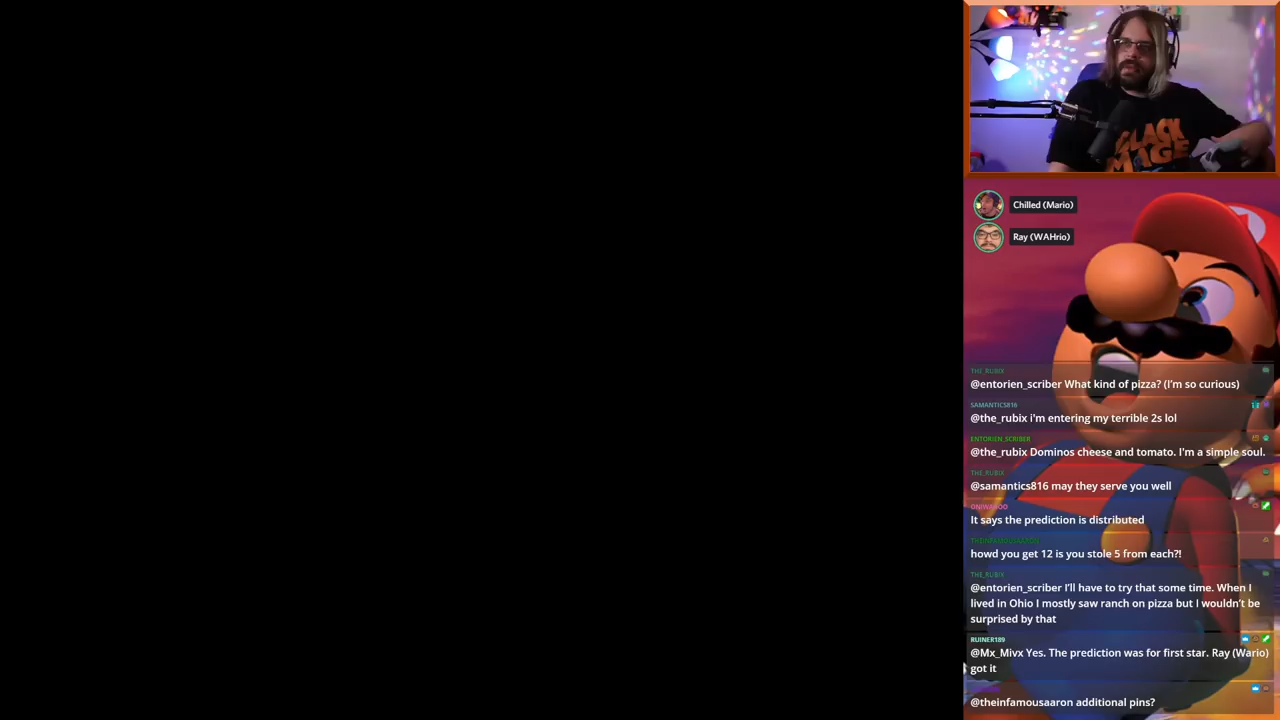 BLACK
MAGE
Chilled (Mario)
Ray (WAHrio)
THE_RUBIX
@entorien_scriber What kind of pizza? (I'm so curious)
SAMANTICS816
@the_rubix i'm entering my terrible 2s lol
ENTORIEN_SCRIBER
@the_rubix Dominos cheese and tomato. I'm a simple soul.
THE_RUBIX
@samantics816 may they serve you well
It says the prediction is distributed
THEINFAMOUSAARON
howd you get 12 is you stole 5 from each?!
THE_RUBIX
@entorien_scriber I'll have to try that some time. When I
lived in Ohio I mostly saw ranch on pizza but I wouldn't be
surprised by that
RUINER189
@Mx_Mivx Yes. The prediction was for first star. Ray (Wario)
got it
@theinfamousaaron additional pins?